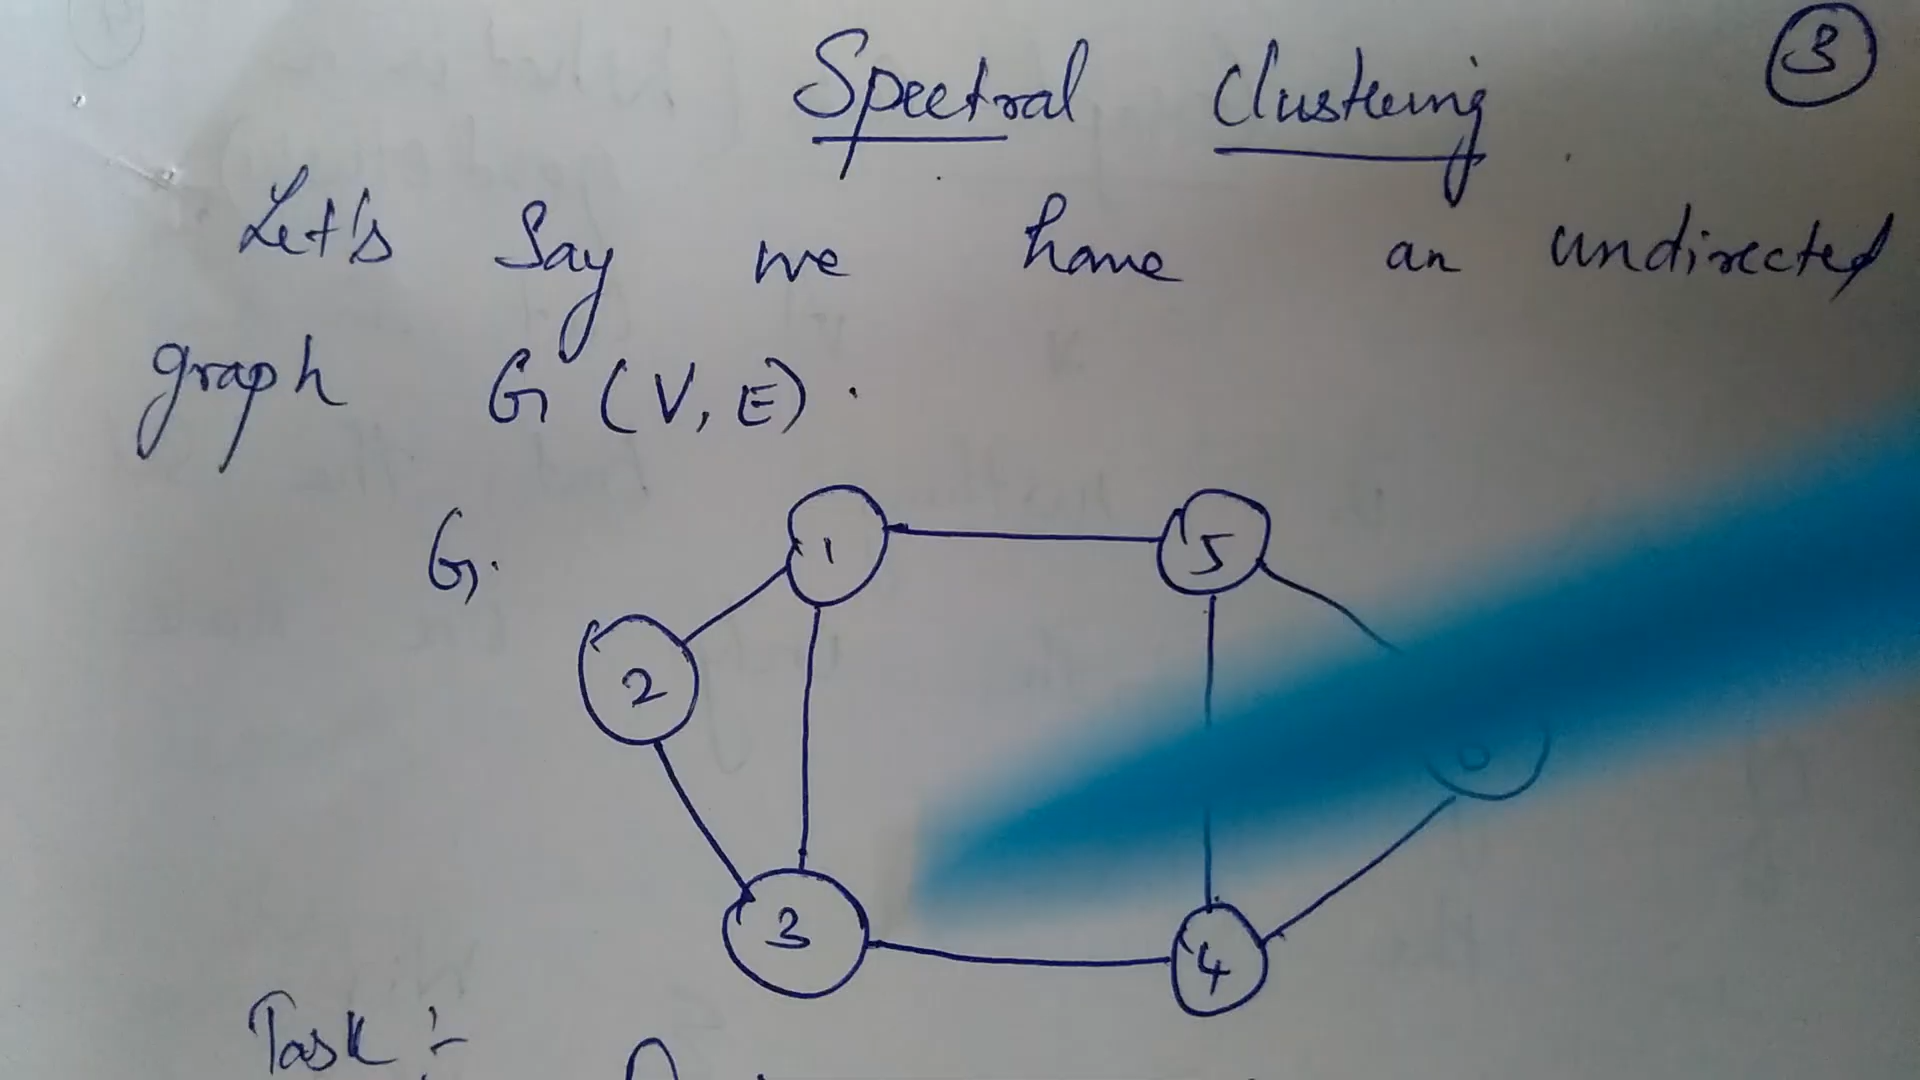 3
Spectral Clustering
Let's Say we have an undirected
graph G (V, E).
G.
1
5
2
3
4
Task :-